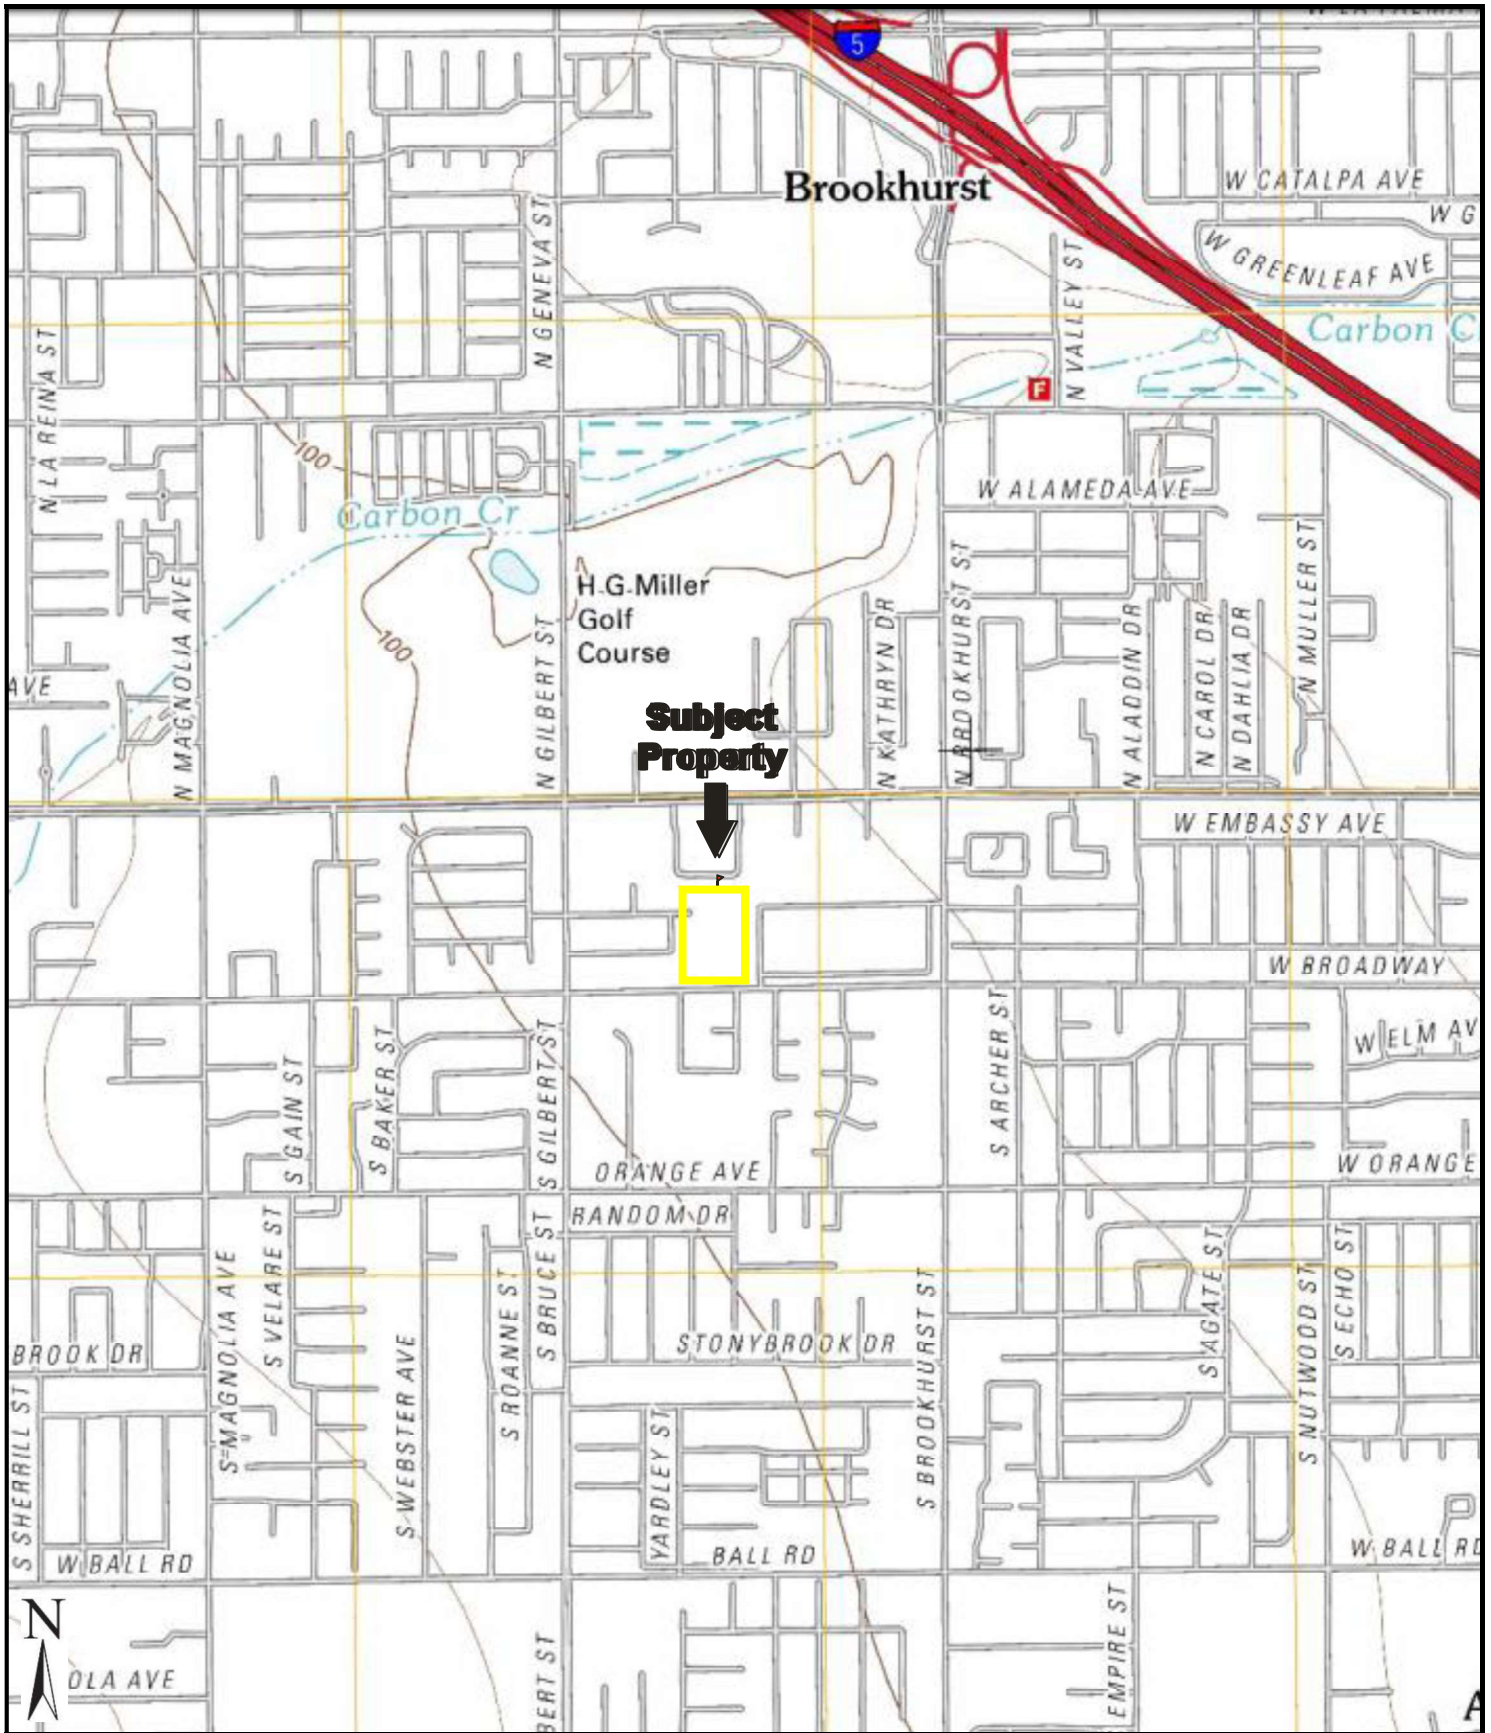 5
Brookhurst
W CATALPA AVE
W G
W GREENLEAF AVE
N GENEVA ST
N VALLEY ST
Carbon C
N LA REINA ST
F
100
W ALAMEDA AVE
Carbon Cr
N MULLER ST
H.G. Miller
Golf
Course
N MAGNOLIA AVE
100
N GILBERT ST
N KATHRYN DR
N BROOKHURST ST
N ALADDIN DR
N CAROL DR
N DAHLIA DR
AVE
Subject
Property
W EMBASSY AVE
W BROADWAY
W ELM AV
S GAIN ST
S BAKER ST
S GILBERT ST
S ARCHER ST
ORANGE AVE
W ORANGE
RANDOM DR
S VELARE ST
S MAGNOLIA AVE
S BRUCE ST
S ROANNE ST
S AGATE ST
S ECHO ST
S NUTWOOD ST
BROOK DR
STONYBROOK DR
S WEBSTER AVE
S BROOKHURST ST
S SHERRILL ST
YARDLEY ST
W BALL RD
BALL RD
W BALL RD
N
OLA AVE
BERT ST
EMPIRE ST
A